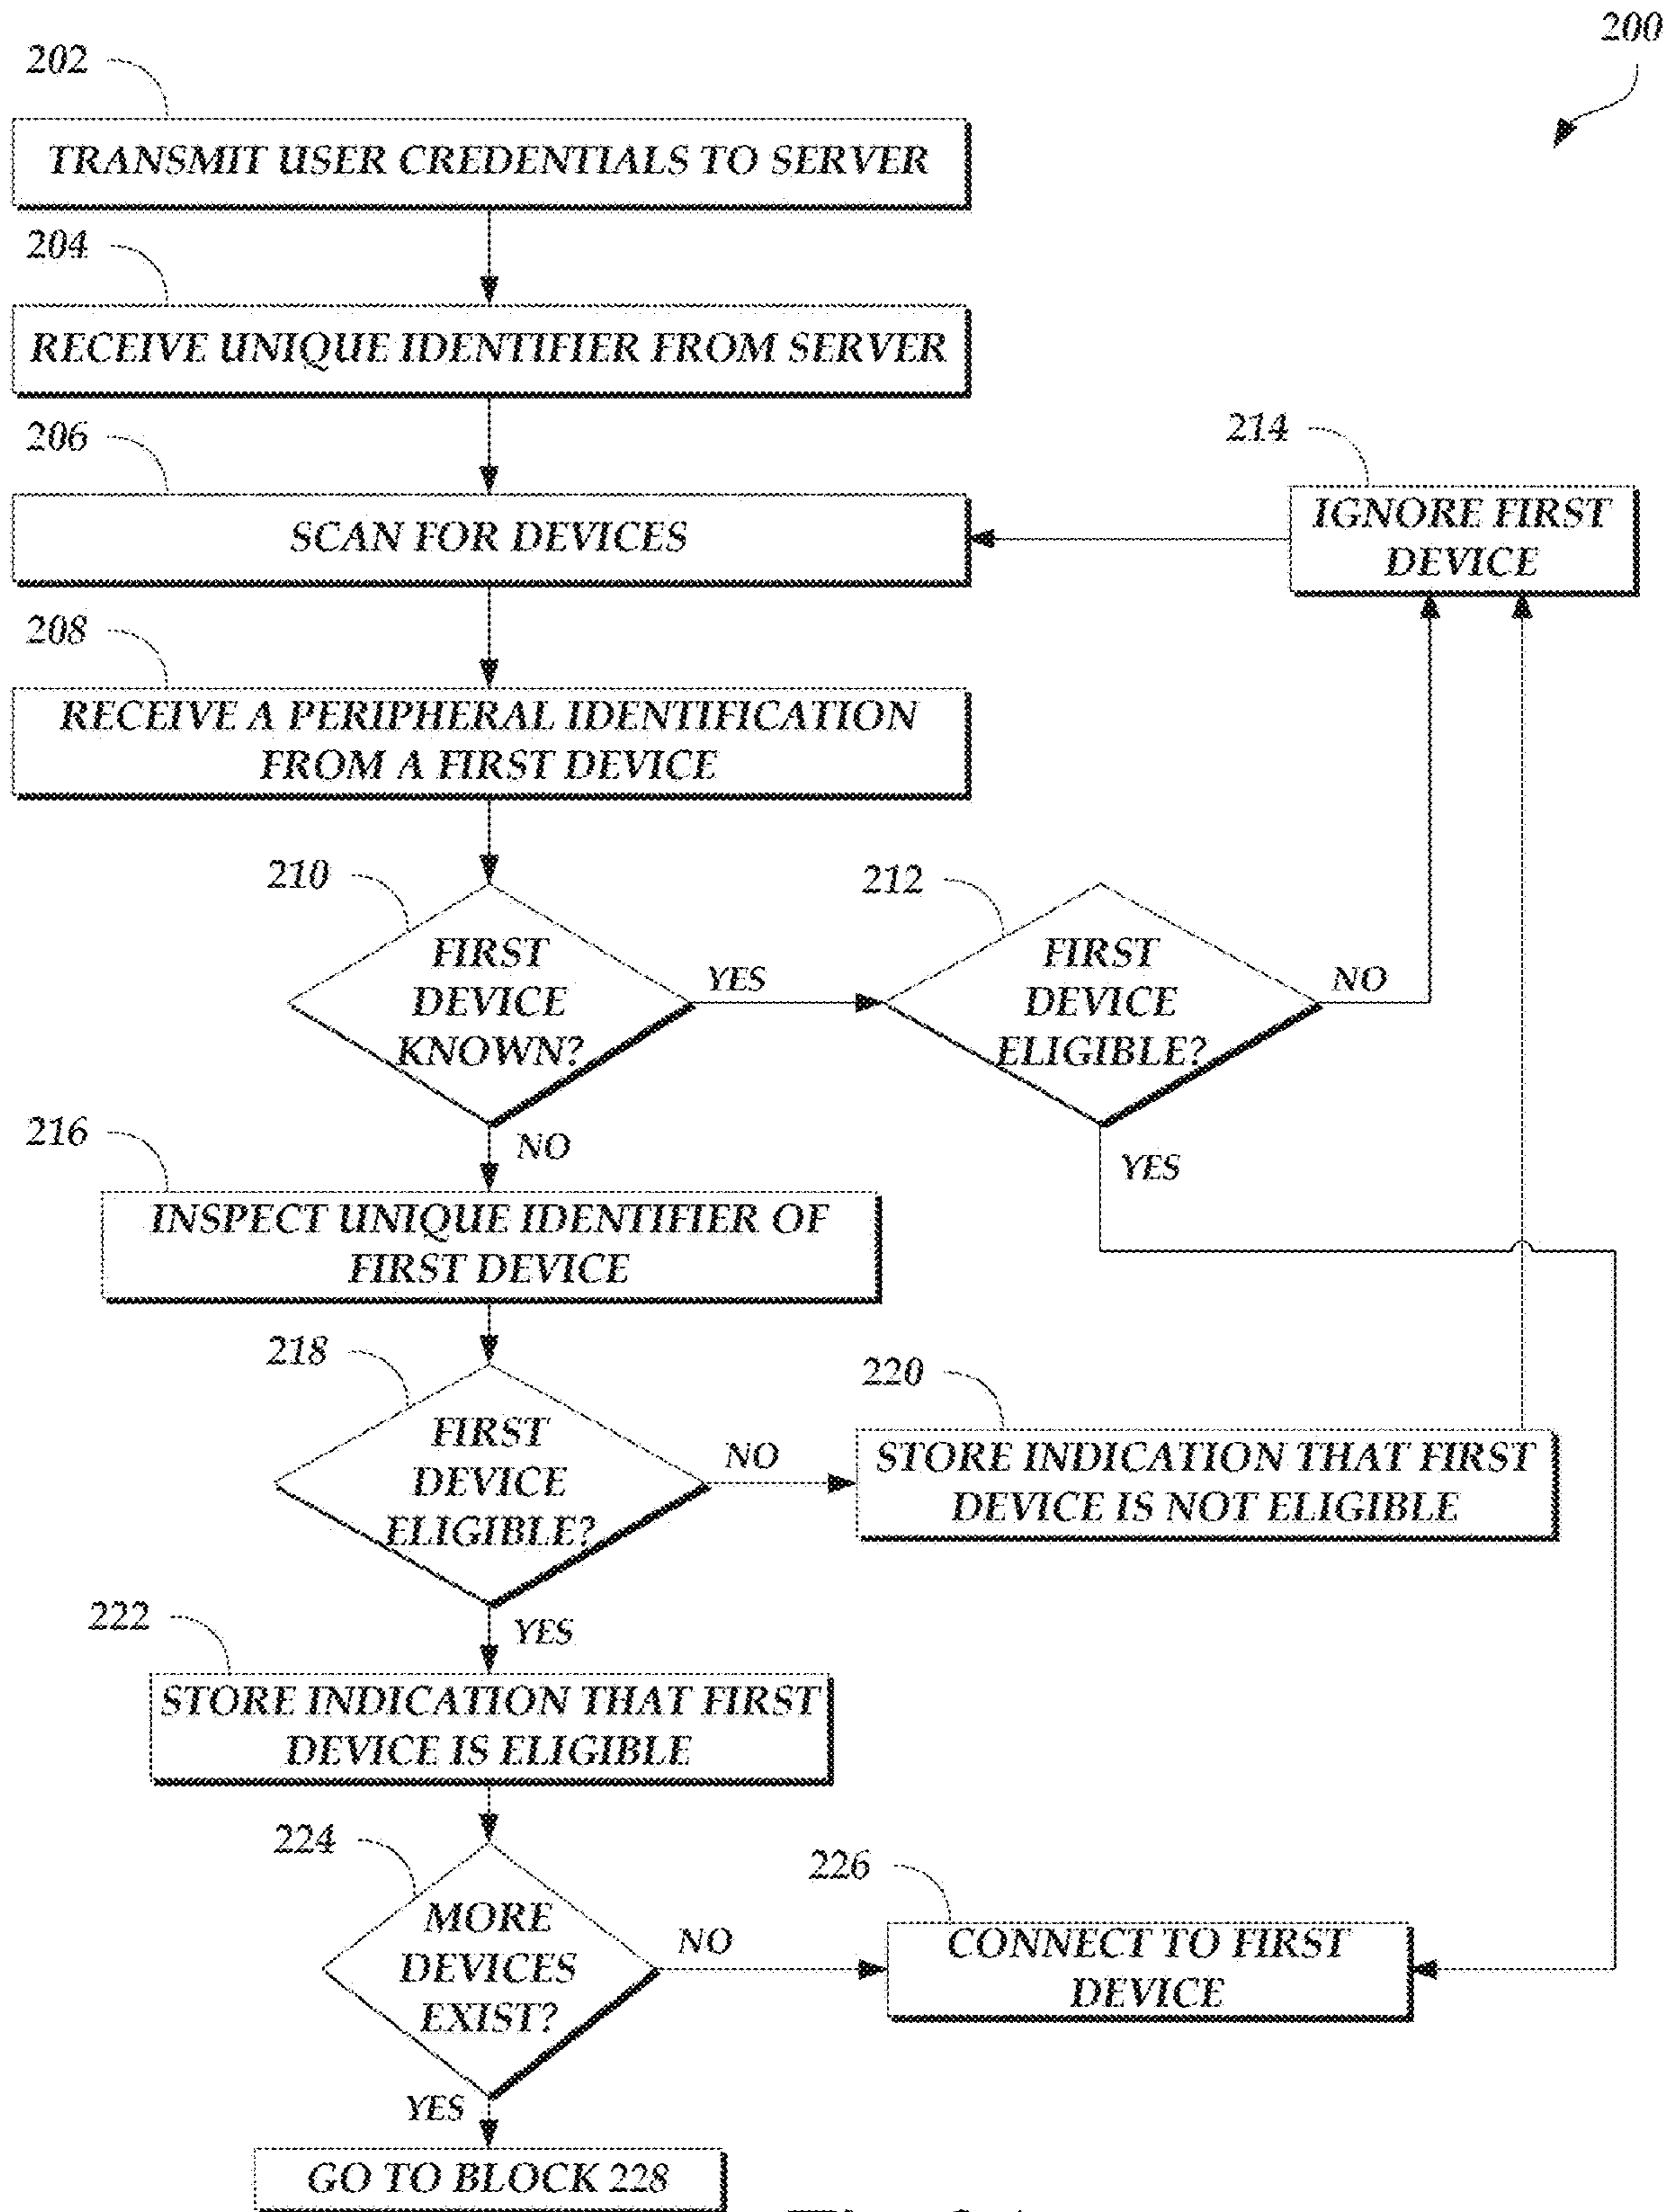 200
202
TRANSMIT USER CREDENTIALS TO SERVER
204
RECEIVE UNIQUE IDENTIFIER FROM SERVER
206
SCAN FOR DEVICES
214
IGNORE FIRST
DEVICE
208
RECEIVE A PERIPHERAL IDENTIFICATION
FROM A FIRST DEVICE
210
FIRST
DEVICE
KNOWN?
YES
NO
212
FIRST
DEVICE
ELIGIBLE?
NO
YES
216
INSPECT UNIQUE IDENTIFIER OF
FIRST DEVICE
218
FIRST
DEVICE
ELIGIBLE?
NO
YES
220
STORE INDICATION THAT FIRST
DEVICE IS NOT ELIGIBLE
222
STORE INDICATION THAT FIRST
DEVICE IS ELIGIBLE
224
MORE
DEVICES
EXIST?
NO
YES
226
CONNECT TO FIRST
DEVICE
GO TO BLOCK 228